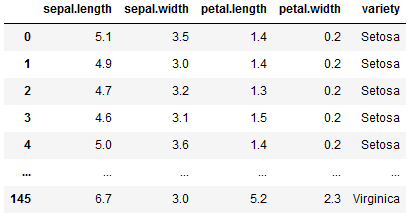 sepal.length sepal.width petal.length petal.width variety
0 5.1 3.5 1.4 0.2 Setosa
1 4.9 3.0 1.4 0.2 Setosa
2 4.7 3.2 1.3 0.2 Setosa
3 4.6 3.1 1.5 0.2 Setosa
4 5.0 3.6 1.4 0.2 Setosa
... ... ... ... ... ...
145 6.7 3.0 5.2 2.3 Virginica